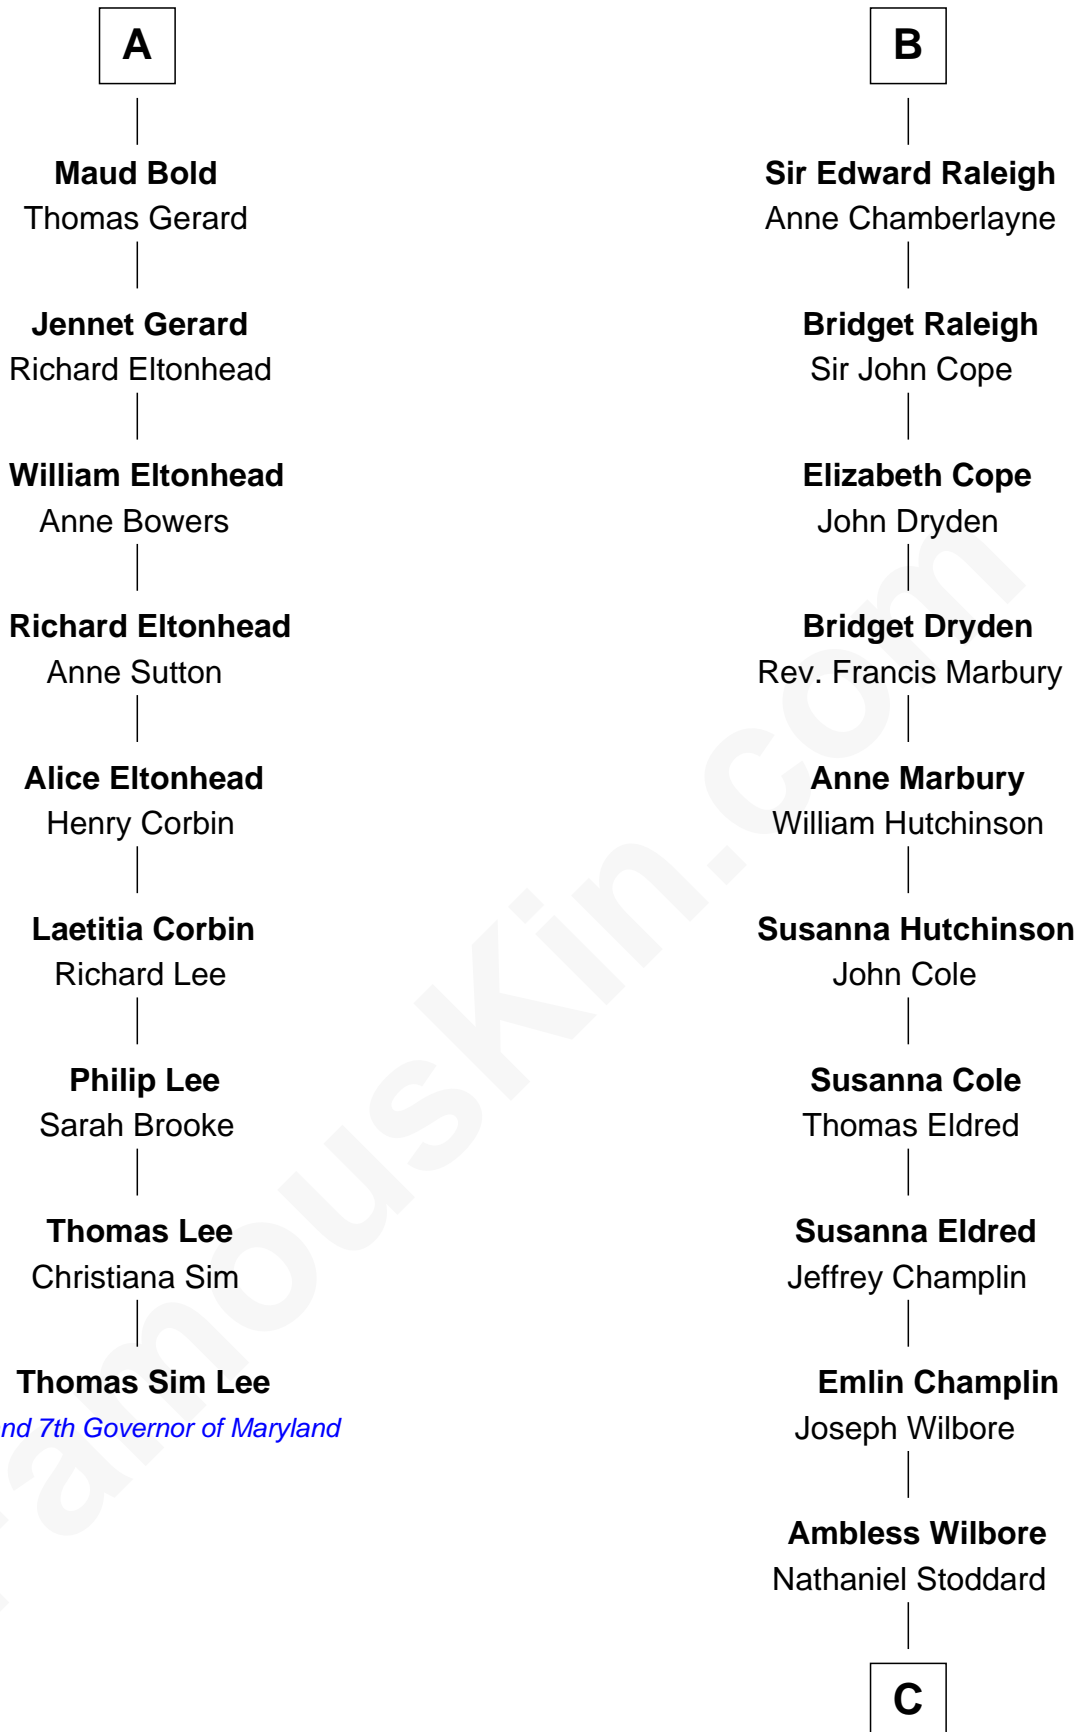 A
Maud Bold
Thomas Gerard
Jennet Gerard
Richard Eltonhead
William Eltonhead
Anne Bowers
Richard Eltonhead
Anne Sutton
Alice Eltonhead
Henry Corbin
Laetitia Corbin
Richard Lee
Philip Lee
Sarah Brooke
Thomas Lee
Christiana Sim
Thomas Sim Lee
nd 7th Governor of Maryland
B
Sir Edward Raleigh
Anne Chamberlayne
Bridget Raleigh
Sir John Cope
Elizabeth Cope
John Dryden
Bridget Dryden
Rev. Francis Marbury
Anne Marbury
William Hutchinson
Susanna Hutchinson
John Cole
Susanna Cole
Thomas Eldred
Susanna Eldred
Jeffrey Champlin
Emlin Champlin
Joseph Wilbore
Ambless Wilbore
Nathaniel Stoddard
C
FamousKin.com